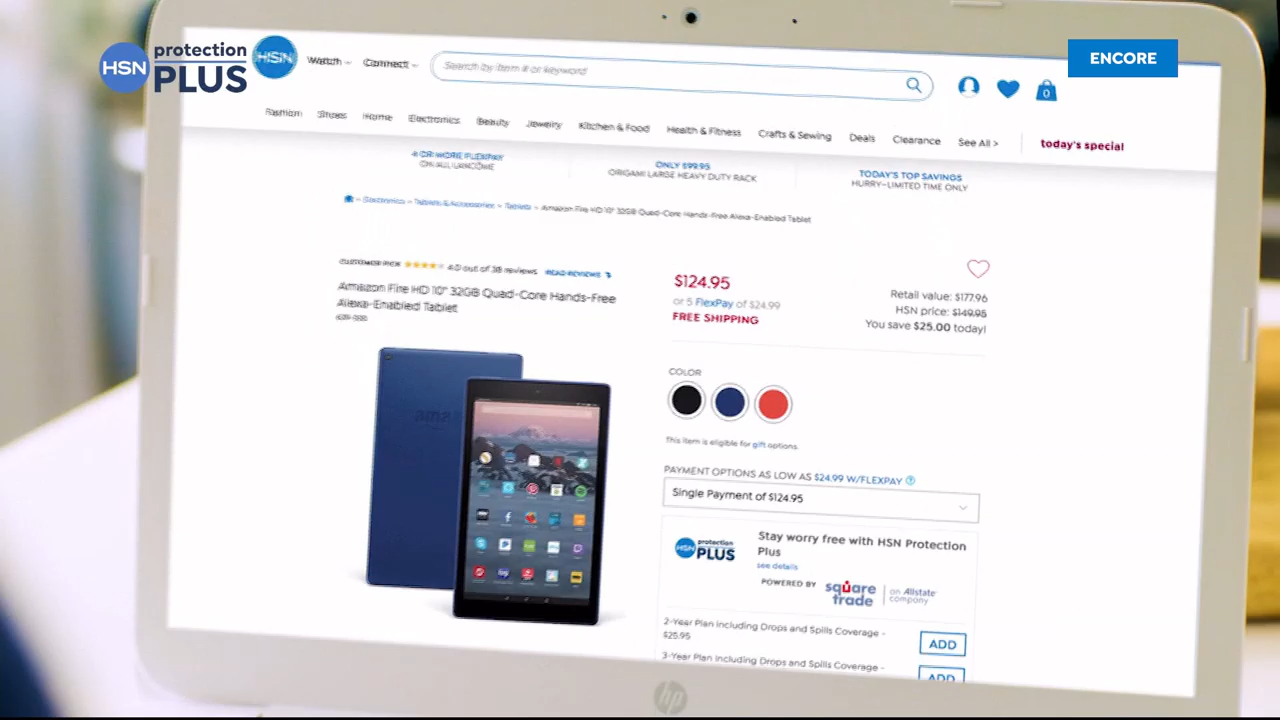 HSN protection PLUS
HSN
Watch
Connect
Search by item # or keyword
0
ENCORE
Fashion
Shoes
Home
Electronics
Beauty
Jewelry
Kitchen & Food
Health & Fitness
Crafts & Sewing
Deals
Clearance
See All >
today's special
ONLY $99.95
ORIGAMI LARGE HEAVY DUTY RACK
TODAY'S TOP SAVINGS
HURRY–LIMITED TIME ONLY
Electronics
Tablets & Accessories
Tablets
Amazon Fire HD 10" 32GB Quad-Core Hands-Free Alexa-Enabled Tablet
CUSTOMER PICK
4.0 out of 38 reviews
READ REVIEWS
Amazon Fire HD 10" 32GB Quad-Core Hands-Free
Alexa-Enabled Tablet
$124.95
or 5 FlexPay of $24.99
FREE SHIPPING
Retail value: $177.96
HSN price: $149.95
You save $25.00 today!
COLOR
This item is eligible for gift options.
PAYMENT OPTIONS AS LOW AS $24.99 W/FLEXPAY ?
Single Payment of $124.95
HSN protection PLUS
Stay worry free with HSN Protection
Plus
see details
POWERED BY
square trade
an Allstate company
2-Year Plan including Drops and Spills Coverage -
$25.95
ADD
3-Year Plan including Drops and Spills Coverage -
ADD
hp